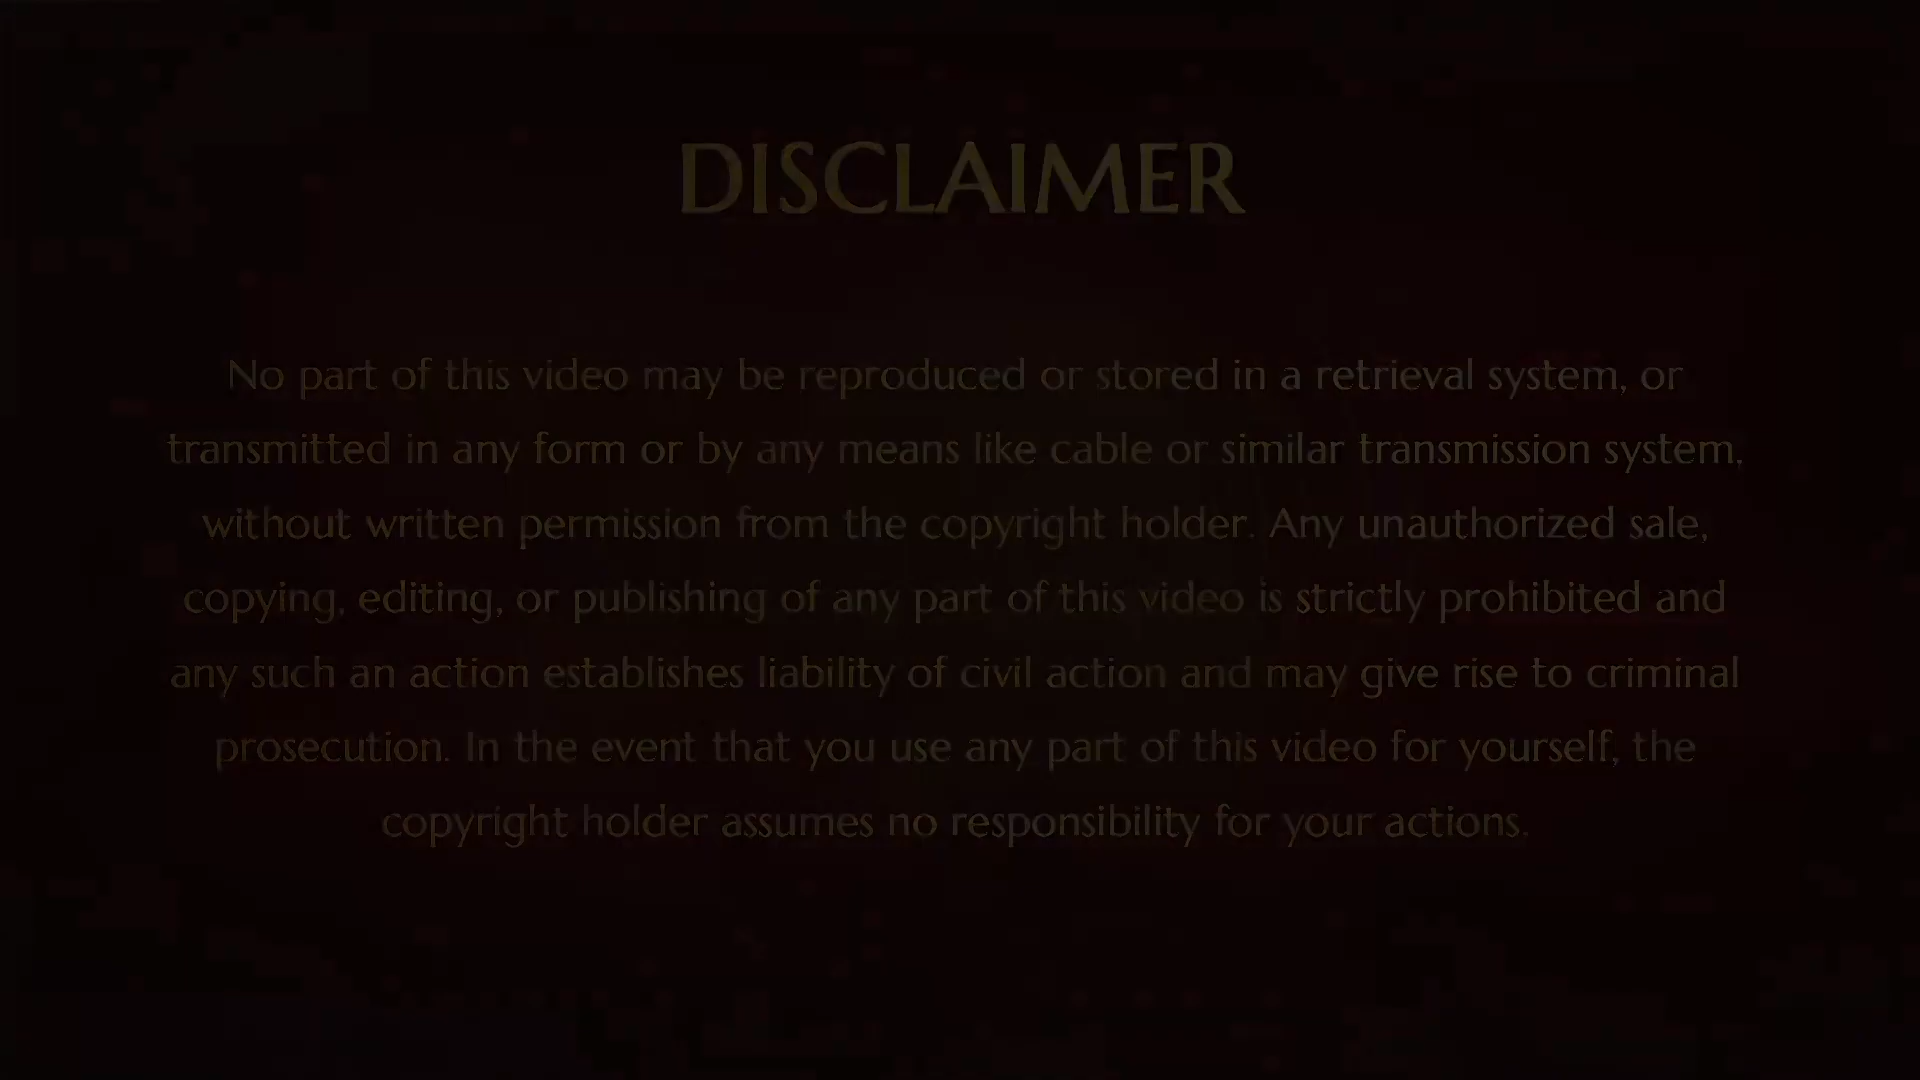 DISCLAIMER
No part of this video may be reproduced or stored in a retrieval system, or
transmitted in any form or by any means like cable or similar transmission system,
without written permission from the copyright holder. Any unauthorized sale,
copying, editing, or publishing of any part of this video is strictly prohibited and
any such an action establishes liability of civil action and may give rise to criminal
prosecution. In the event that you use any part of this video for yourself, the
copyright holder assumes no responsibility for your actions.